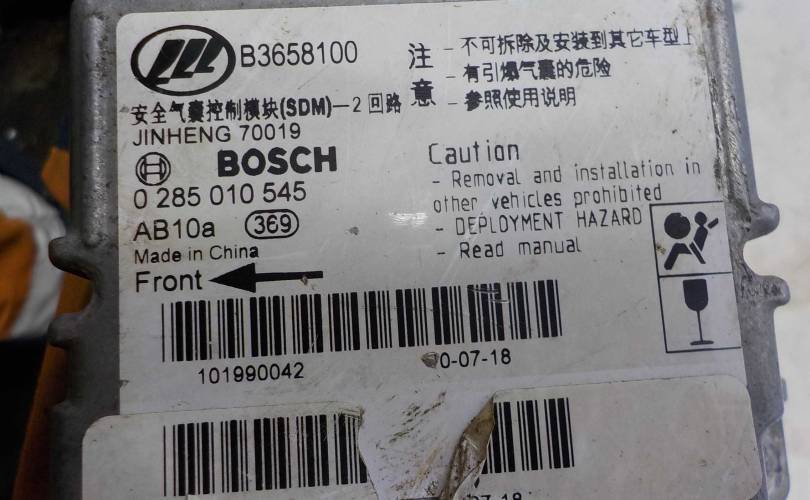 B3658100
注意
- 不可拆除及安装到其它车型上
- 有引爆气囊的危险
- 参照使用说明
安全气囊控制模块(SDM)—2回路
JINHENG 70019
BOSCH
0 285 010 545
AB10a 369
Made in China
Front
Caution
- Removal and installation in
other vehicles prohibited
- DEPLOYMENT HAZARD
- Read manual
101990042
0-07-18
07-18